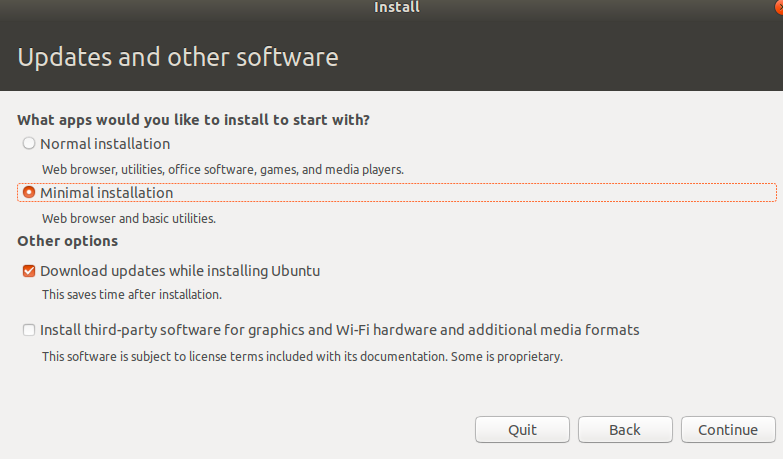 Install
Updates and other software
What apps would you like to install to start with?
Normal installation
Web browser, utilities, office software, games, and media players.
Minimal installation
Web browser and basic utilities.
Other options
Download updates while installing Ubuntu
This saves time after installation.
Install third-party software for graphics and Wi-Fi hardware and additional media formats
This software is subject to license terms included with its documentation. Some is proprietary.
Quit Back Continue